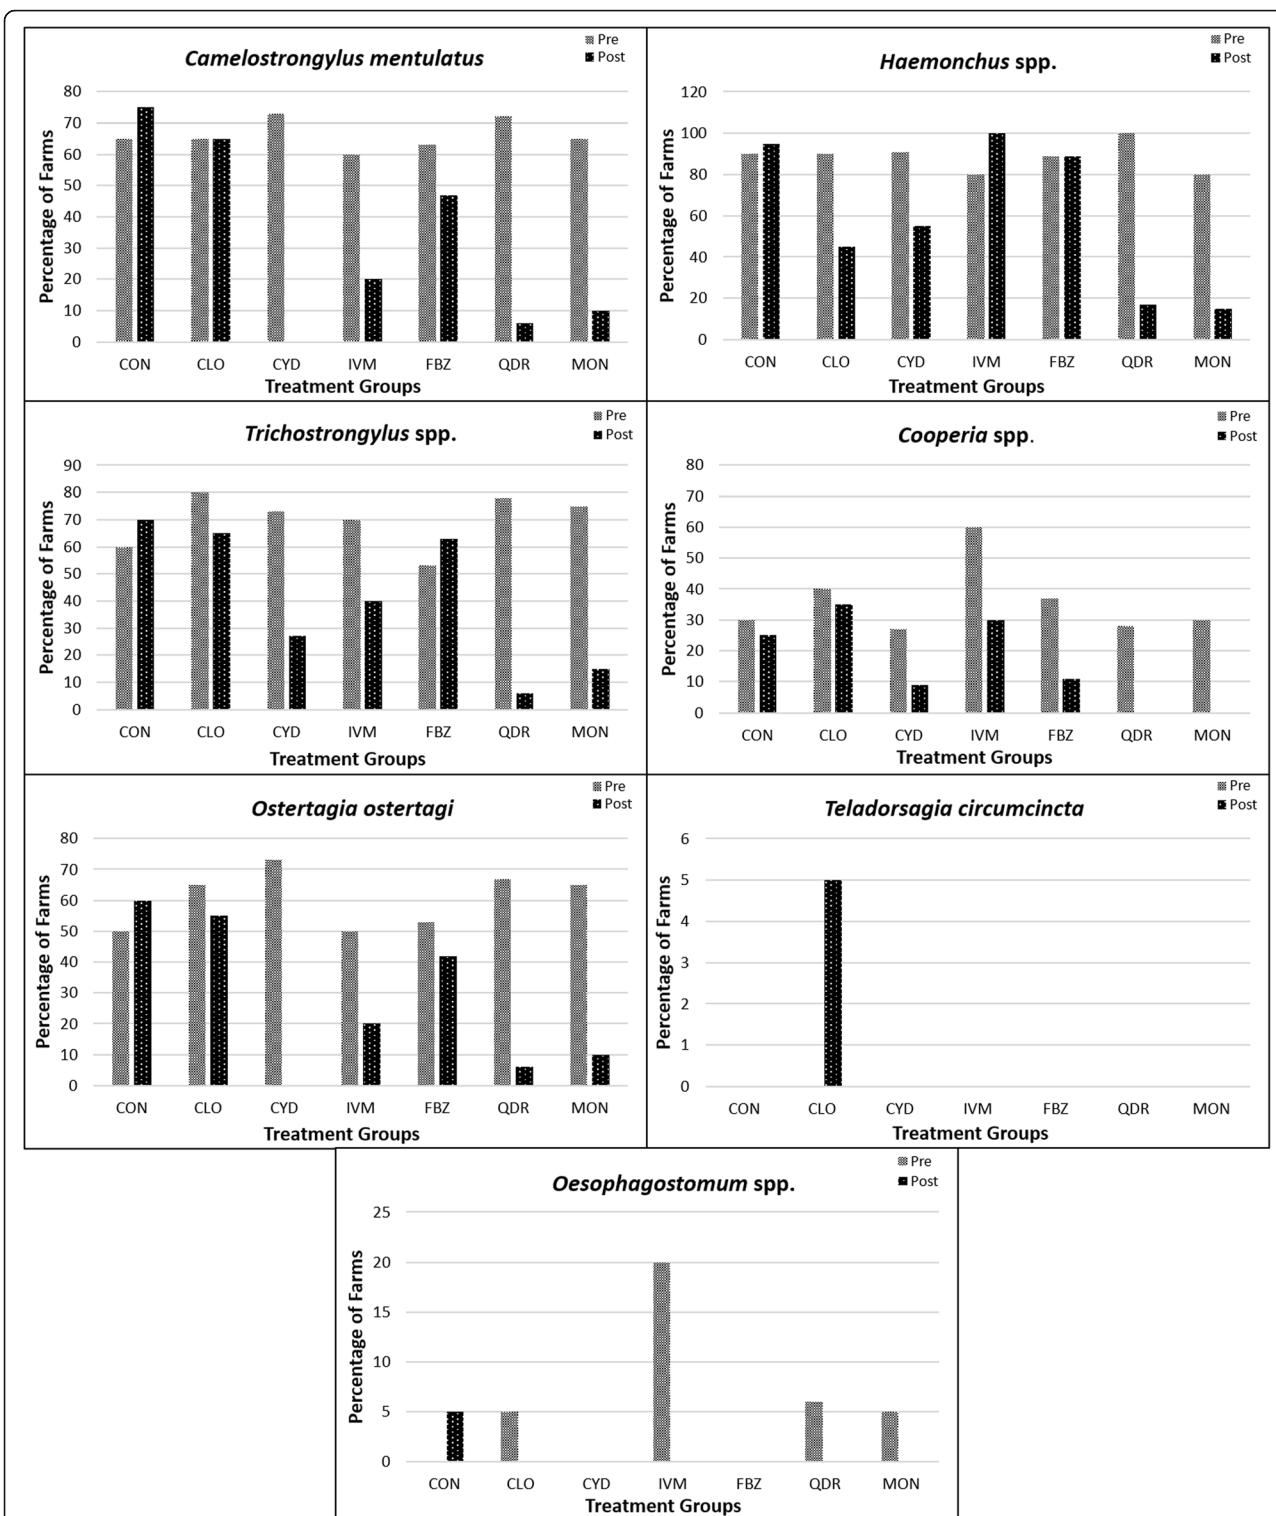 Camelostrongylus mentulatus
Pre
Post
Percentage of Farms
80
70
60
50
40
30
20
10
0
CON CLO CYD IVM FBZ QDR MON
Treatment Groups
Haemonchus spp.
Pre
Post
Percentage of Farms
120
100
80
60
40
20
0
CON CLO CYD IVM FBZ QDR MON
Treatment Groups
Trichostrongylus spp.
Pre
Post
Percentage of Farms
90
80
70
60
50
40
30
20
10
0
CON CLO CYD IVM FBZ QDR MON
Treatment Groups
Cooperia spp.
Pre
Post
Percentage of Farms
80
70
60
50
40
30
20
10
0
CON CLO CYD IVM FBZ QDR MON
Treatment Groups
Ostertagia ostertagi
Pre
Post
Percentage of Farms
80
70
60
50
40
30
20
10
0
CON CLO CYD IVM FBZ QDR MON
Treatment Groups
Teladorsagia circumcincta
Pre
Post
Percentage of Farms
6
5
4
3
2
1
0
CON CLO CYD IVM FBZ QDR MON
Treatment Groups
Oesophagostomum spp.
Pre
Post
Percentage of Farms
25
20
15
10
5
0
CON CLO CYD IVM FBZ QDR MON
Treatment Groups